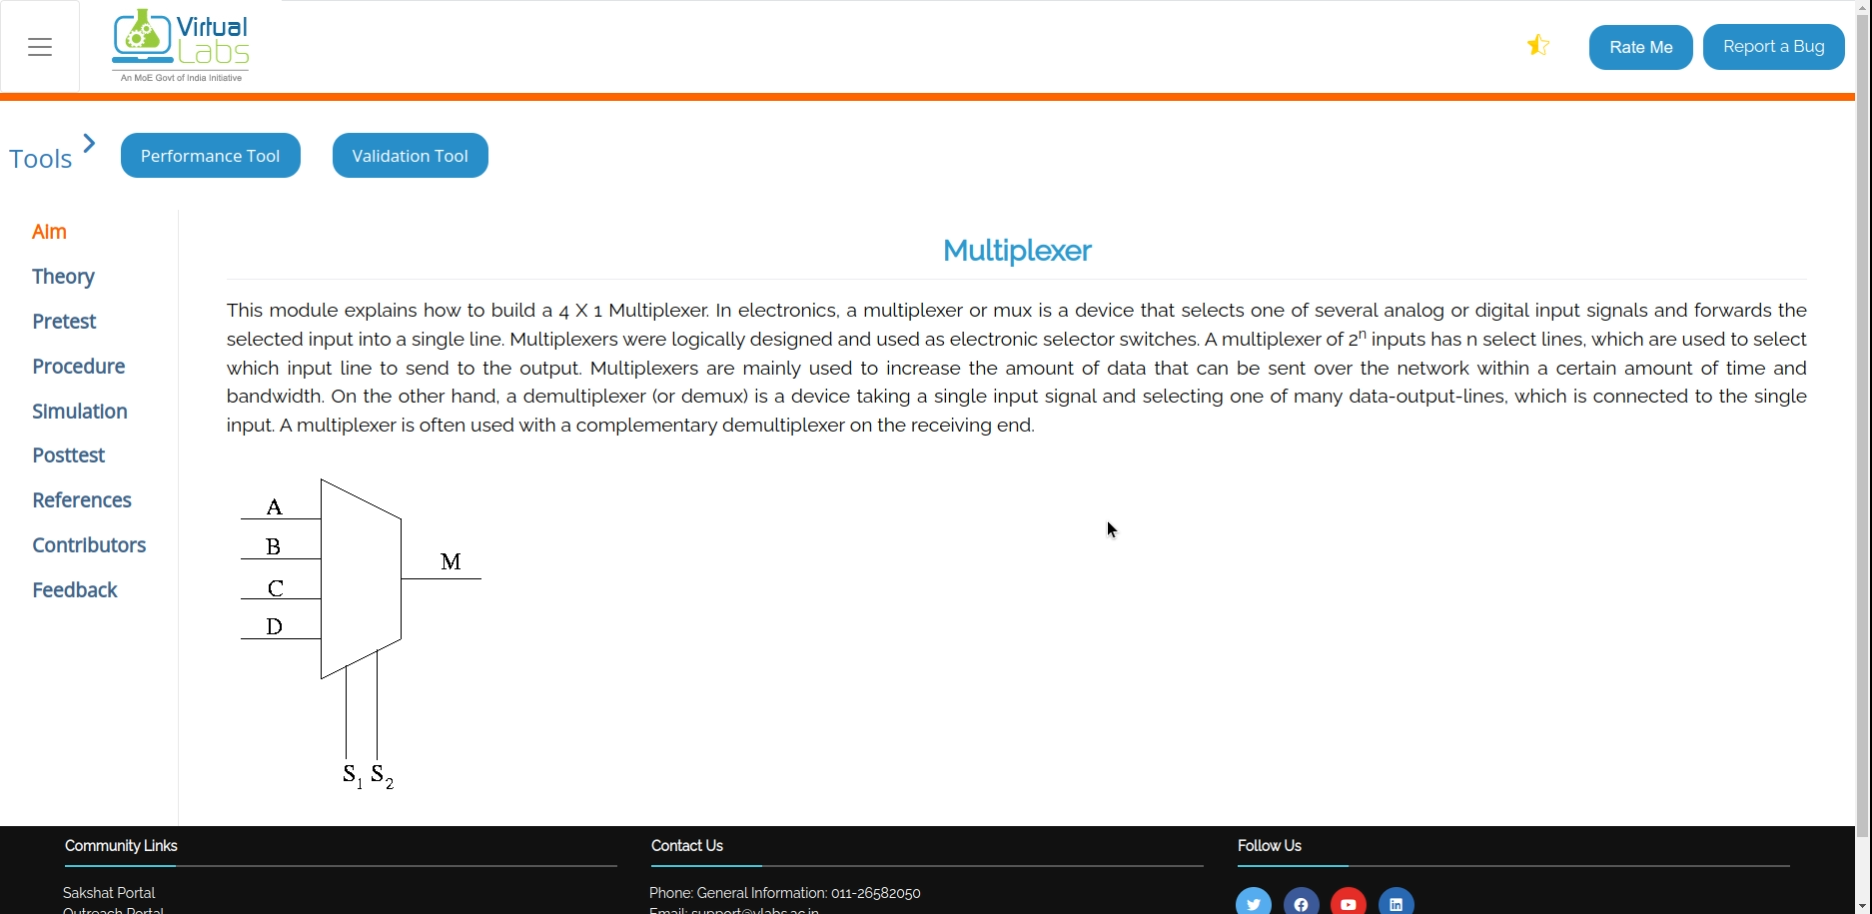 Virtual
Labs
An MoE Govt of India Initiative
Rate Me
Report a Bug
Tools
Performance Tool
Validation Tool
Aim
Theory
Pretest
Procedure
Simulation
Posttest
References
Contributors
Feedback
Multiplexer
This module explains how to build a 4 X 1 Multiplexer. In electronics, a multiplexer or mux is a device that selects one of several analog or digital input signals and forwards the
selected input into a single line. Multiplexers were logically designed and used as electronic selector switches. A multiplexer of 2ⁿ inputs has n select lines, which are used to select
which input line to send to the output. Multiplexers are mainly used to increase the amount of data that can be sent over the network within a certain amount of time and
bandwidth. On the other hand, a demultiplexer (or demux) is a device taking a single input signal and selecting one of many data-output-lines, which is connected to the single
input. A multiplexer is often used with a complementary demultiplexer on the receiving end.
A
B
C
D
M
S₁ S₂
Community Links
Sakshat Portal
Outreach Portal
Contact Us
Phone: General Information: 011-26582050
Email: support@vlabs.ac.in
Follow Us